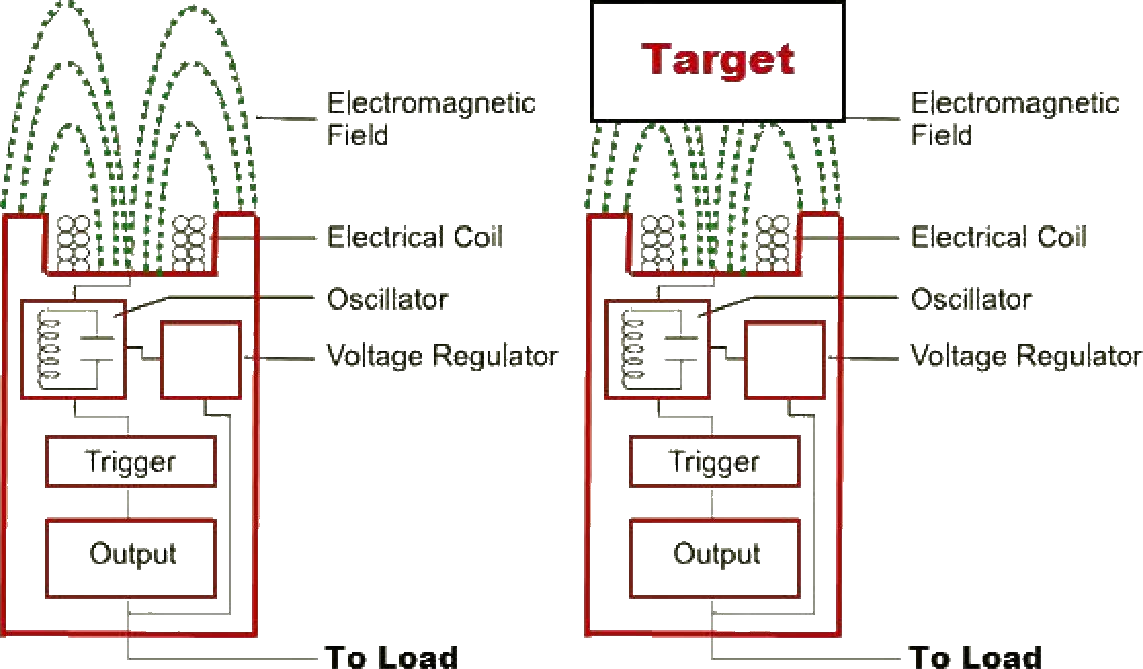 Electromagnetic
Field
Electrical Coil
Oscillator
Voltage Regulator
Trigger
Output
To Load
Target
Electromagnetic
Field
Electrical Coil
Oscillator
Voltage Regulator
Trigger
Output
To Load